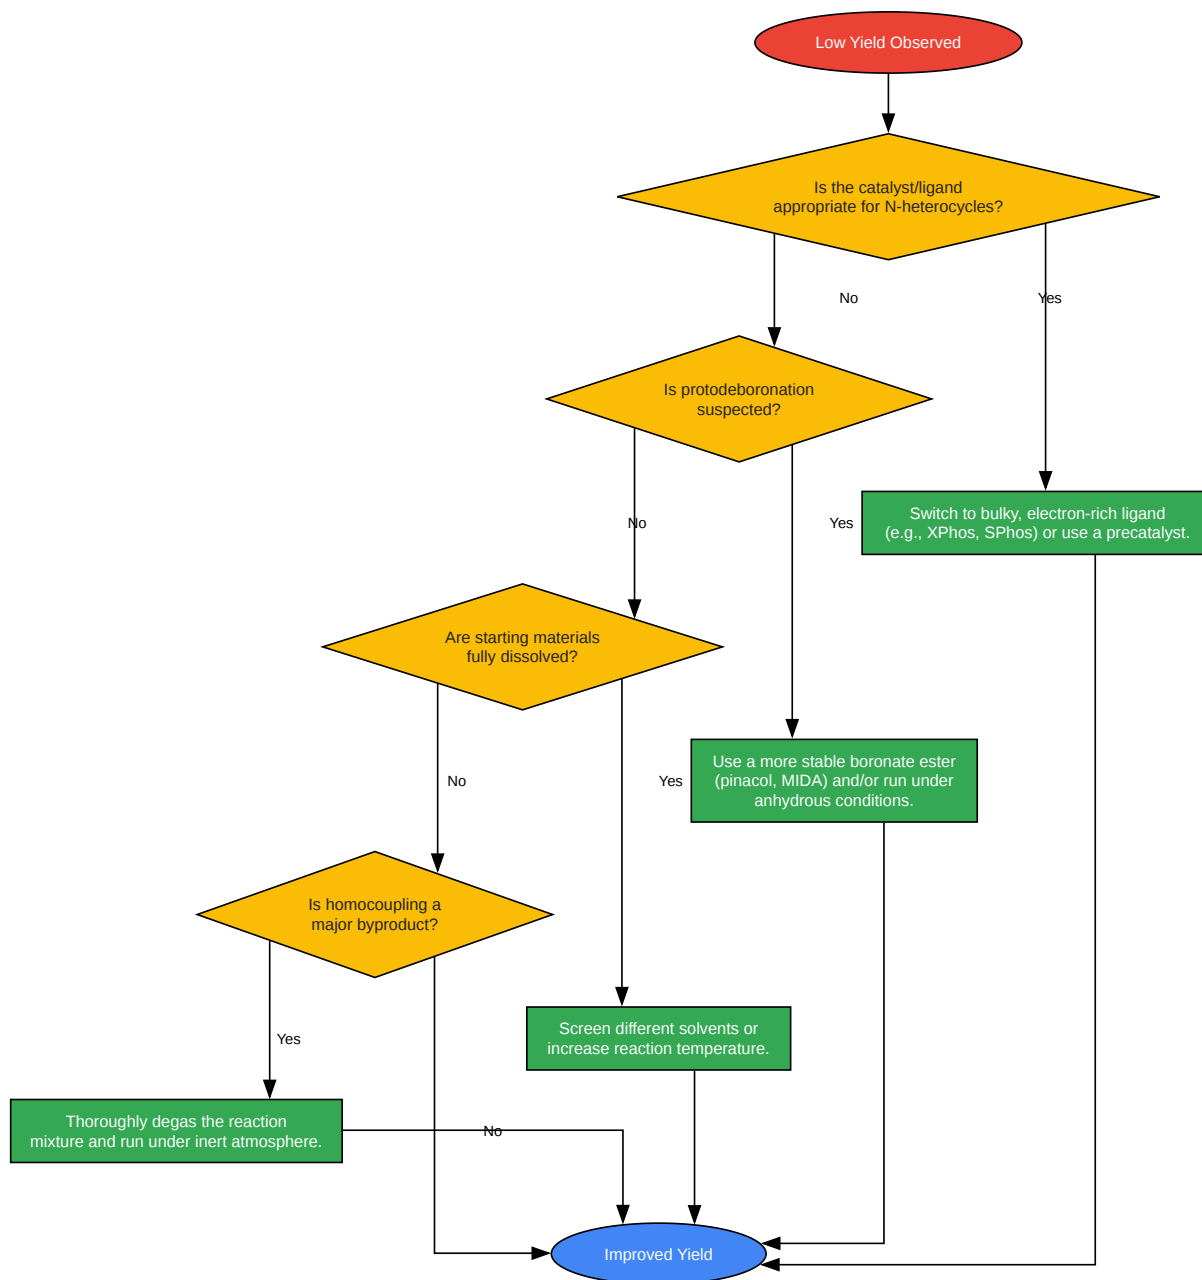 Low Yield Observed
Is the catalyst/ligand
appropriate for N-heterocycles?
No
Yes
Is protodeboronation
suspected?
Switch to bulky, electron-rich ligand
(e.g., XPhos, SPhos) or use a precatalyst.
No
Yes
Are starting materials
fully dissolved?
Use a more stable boronate ester
(pinacol, MIDA) and/or run under
anhydrous conditions.
No
Yes
Is homocoupling a
major byproduct?
Screen different solvents or
increase reaction temperature.
Yes
Thoroughly degas the reaction
mixture and run under inert atmosphere.
No
Improved Yield